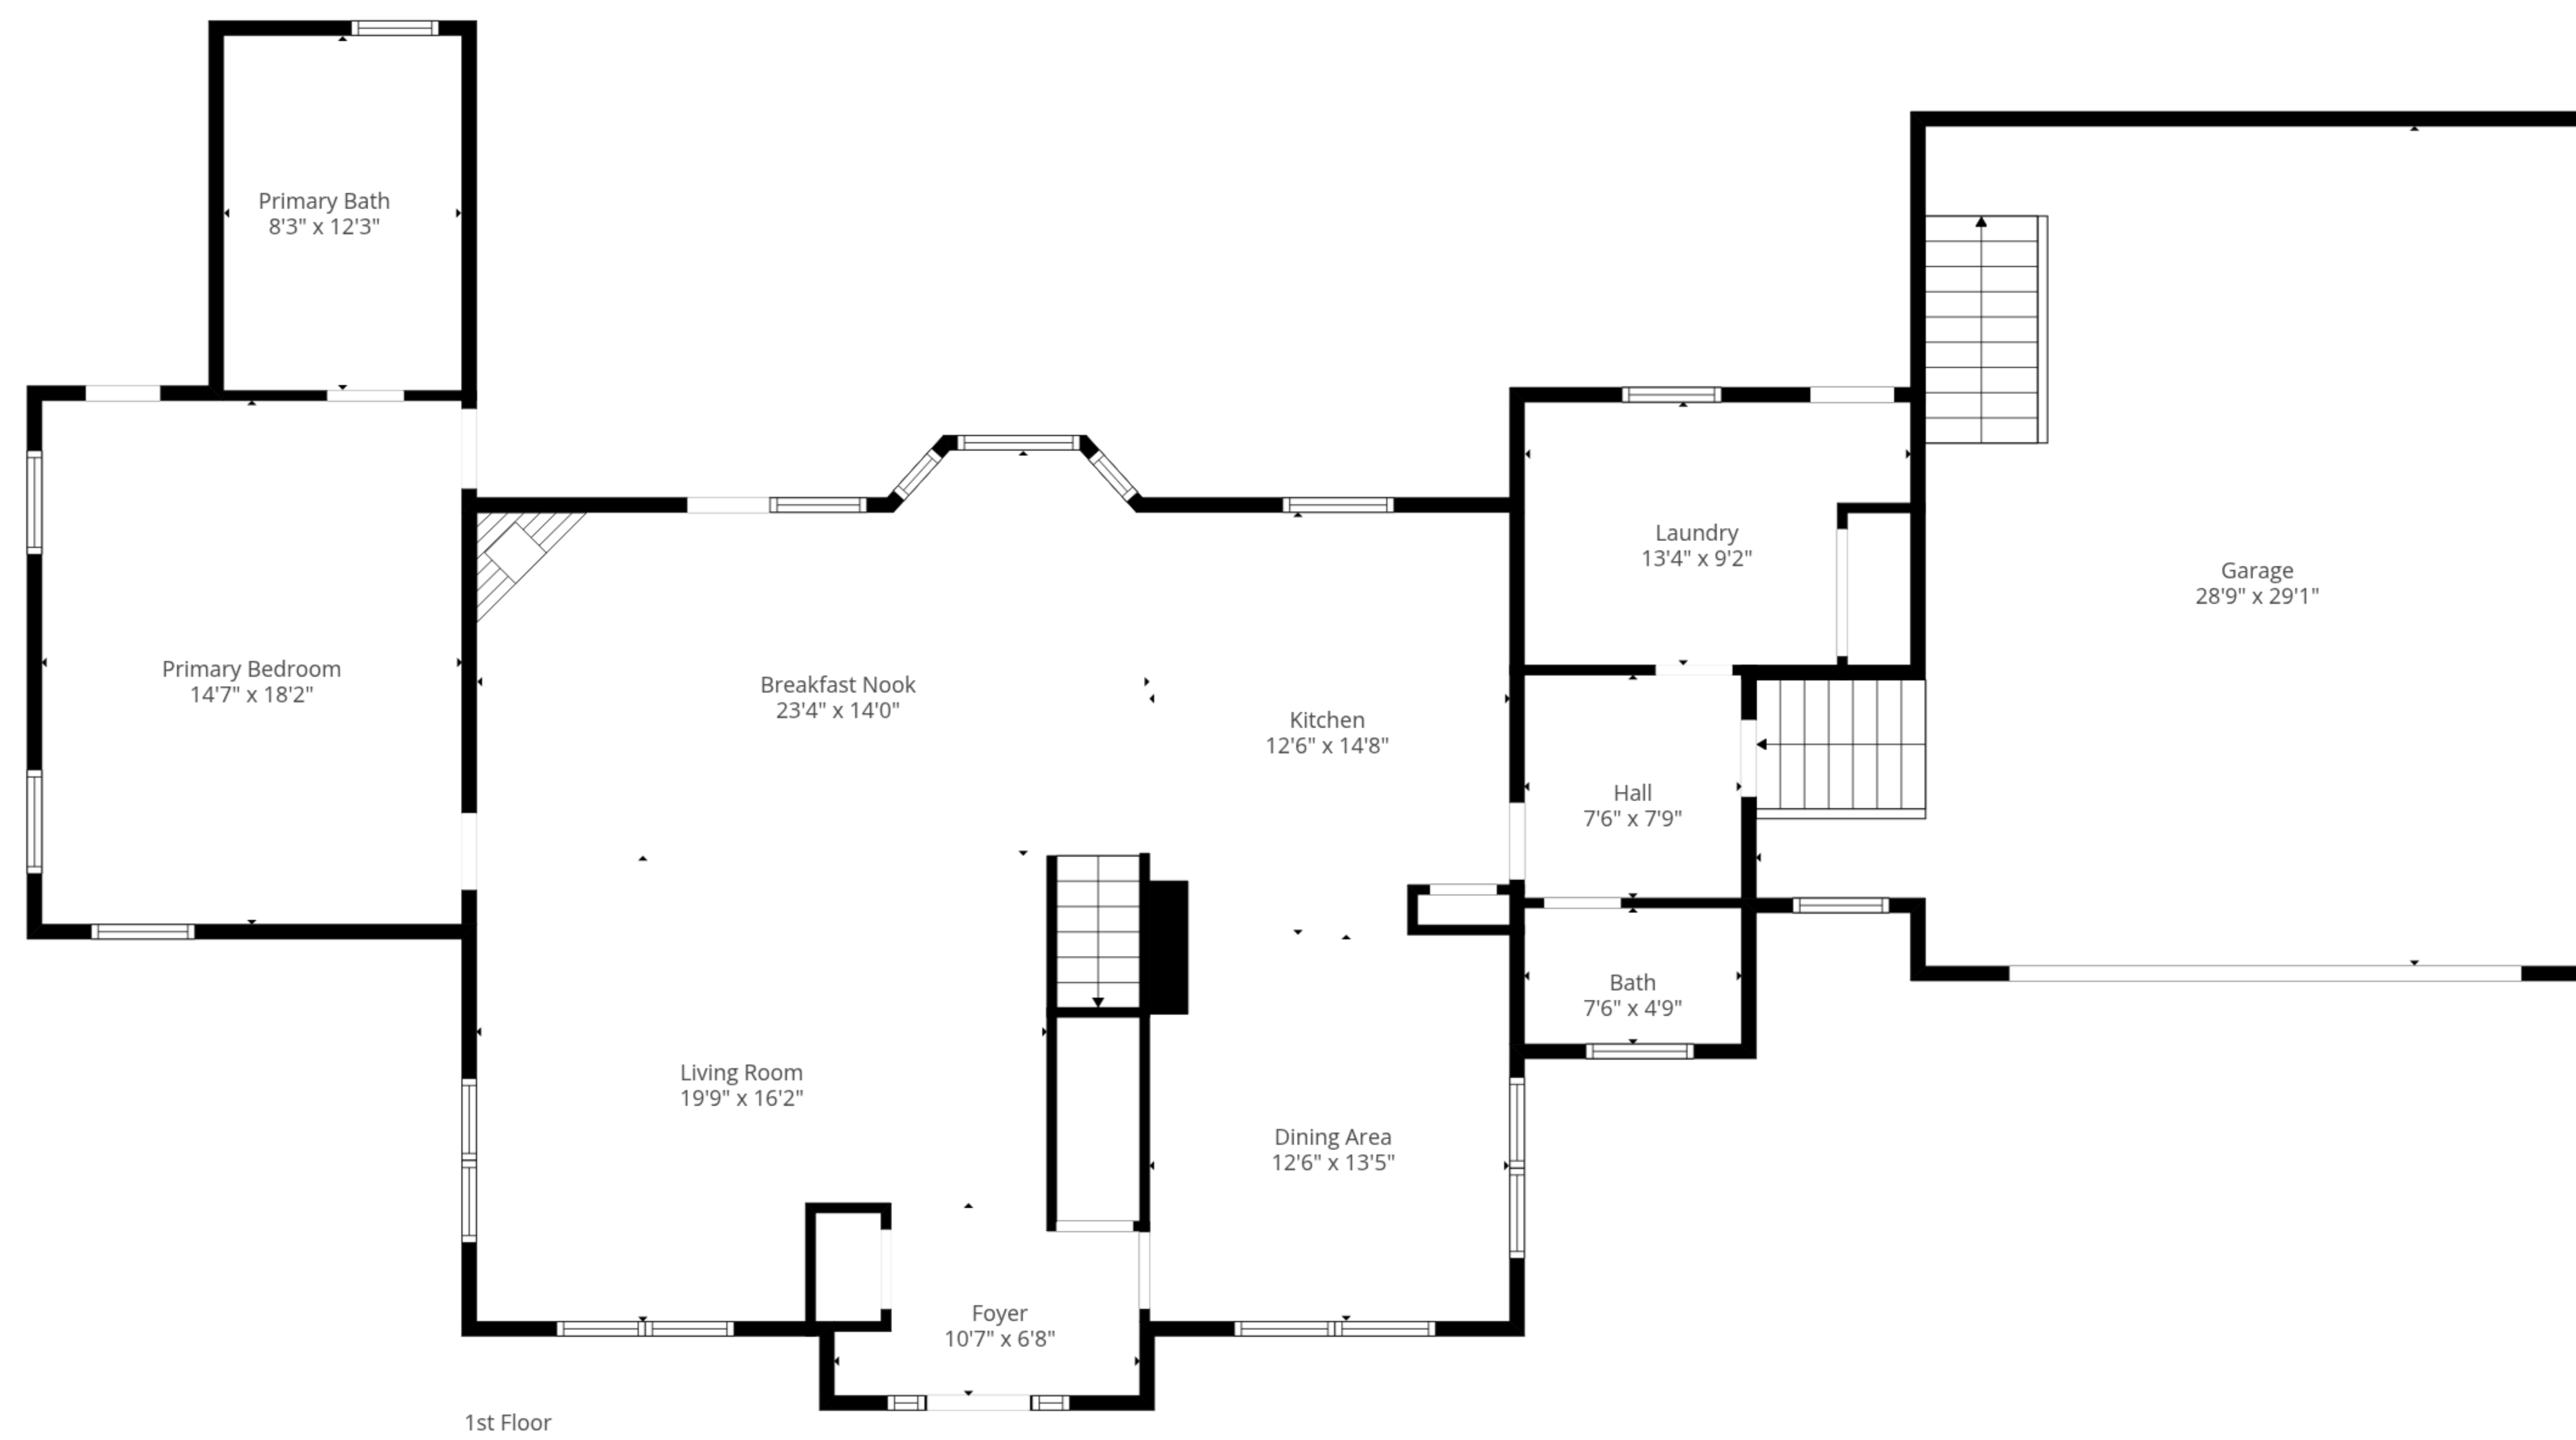 Primary Bath
8'3" x 12'3"
Primary Bedroom
14'7" x 18'2"
Breakfast Nook
23'4" x 14'0"
Kitchen
12'6" x 14'8"
Laundry
13'4" x 9'2"
Garage
28'9" x 29'1"
Hall
7'6" x 7'9"
Bath
7'6" x 4'9"
Living Room
19'9" x 16'2"
Dining Area
12'6" x 13'5"
Foyer
10'7" x 6'8"
1st Floor